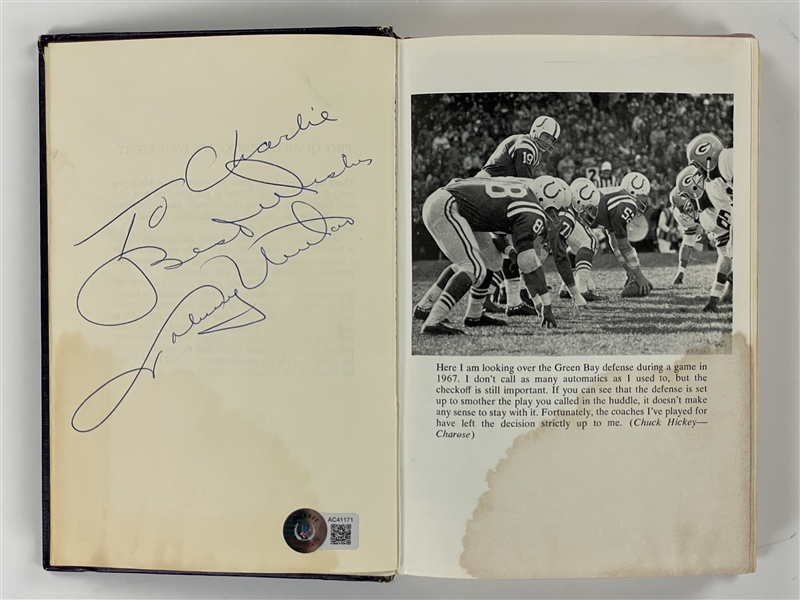 To Charlie
Best Wishes
Johnny Unitas
AC41171
BECKETT
19
88
Here I am looking over the Green Bay defense during a game in
1967. I don't call as many automatics as I used to, but the
checkoff is still important. If you can see that the defense is set
up to smother the play you called in the huddle, it doesn't make
any sense to stay with it. Fortunately, the coaches I've played for
have left the decision strictly up to me. (Chuck Hickey—
Charose)